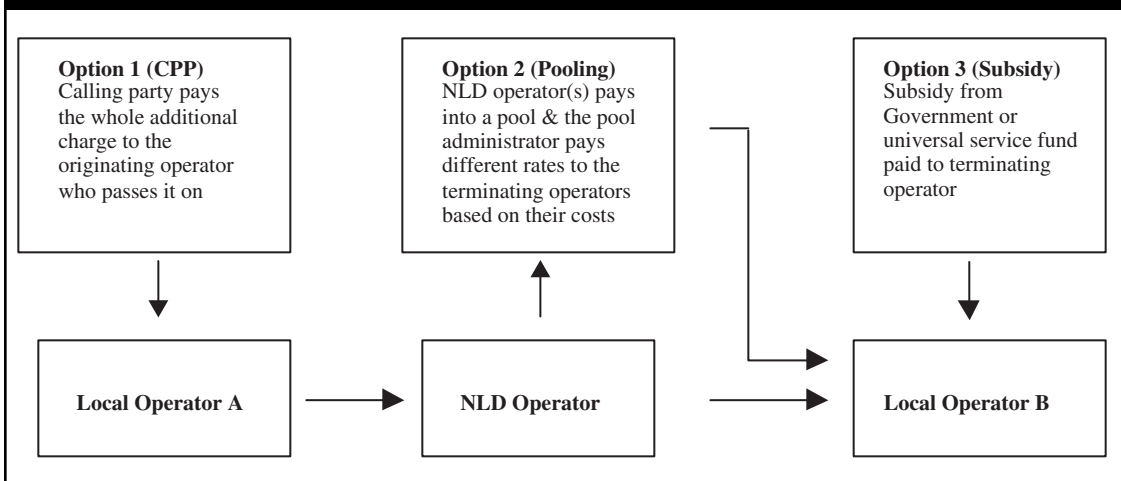 Option 1 (CPP)
Calling party pays
the whole additional
charge to the
originating operator
who passes it on
Option 2 (Pooling)
NLD operator(s) pays
into a pool & the pool
administrator pays
different rates to the
terminating operators
based on their costs
Option 3 (Subsidy)
Subsidy from
Government or
universal service fund
paid to terminating
operator
Local Operator A
NLD Operator
Local Operator B